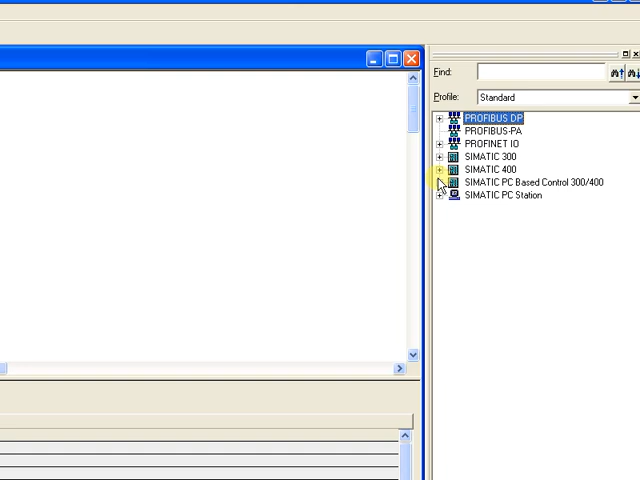 Find:
Profile: Standard
PROFIBUS DP
PROFIBUS-PA
PROFINET IO
SIMATIC 300
SIMATIC 400
SIMATIC PC Based Control 300/400
SIMATIC PC Station